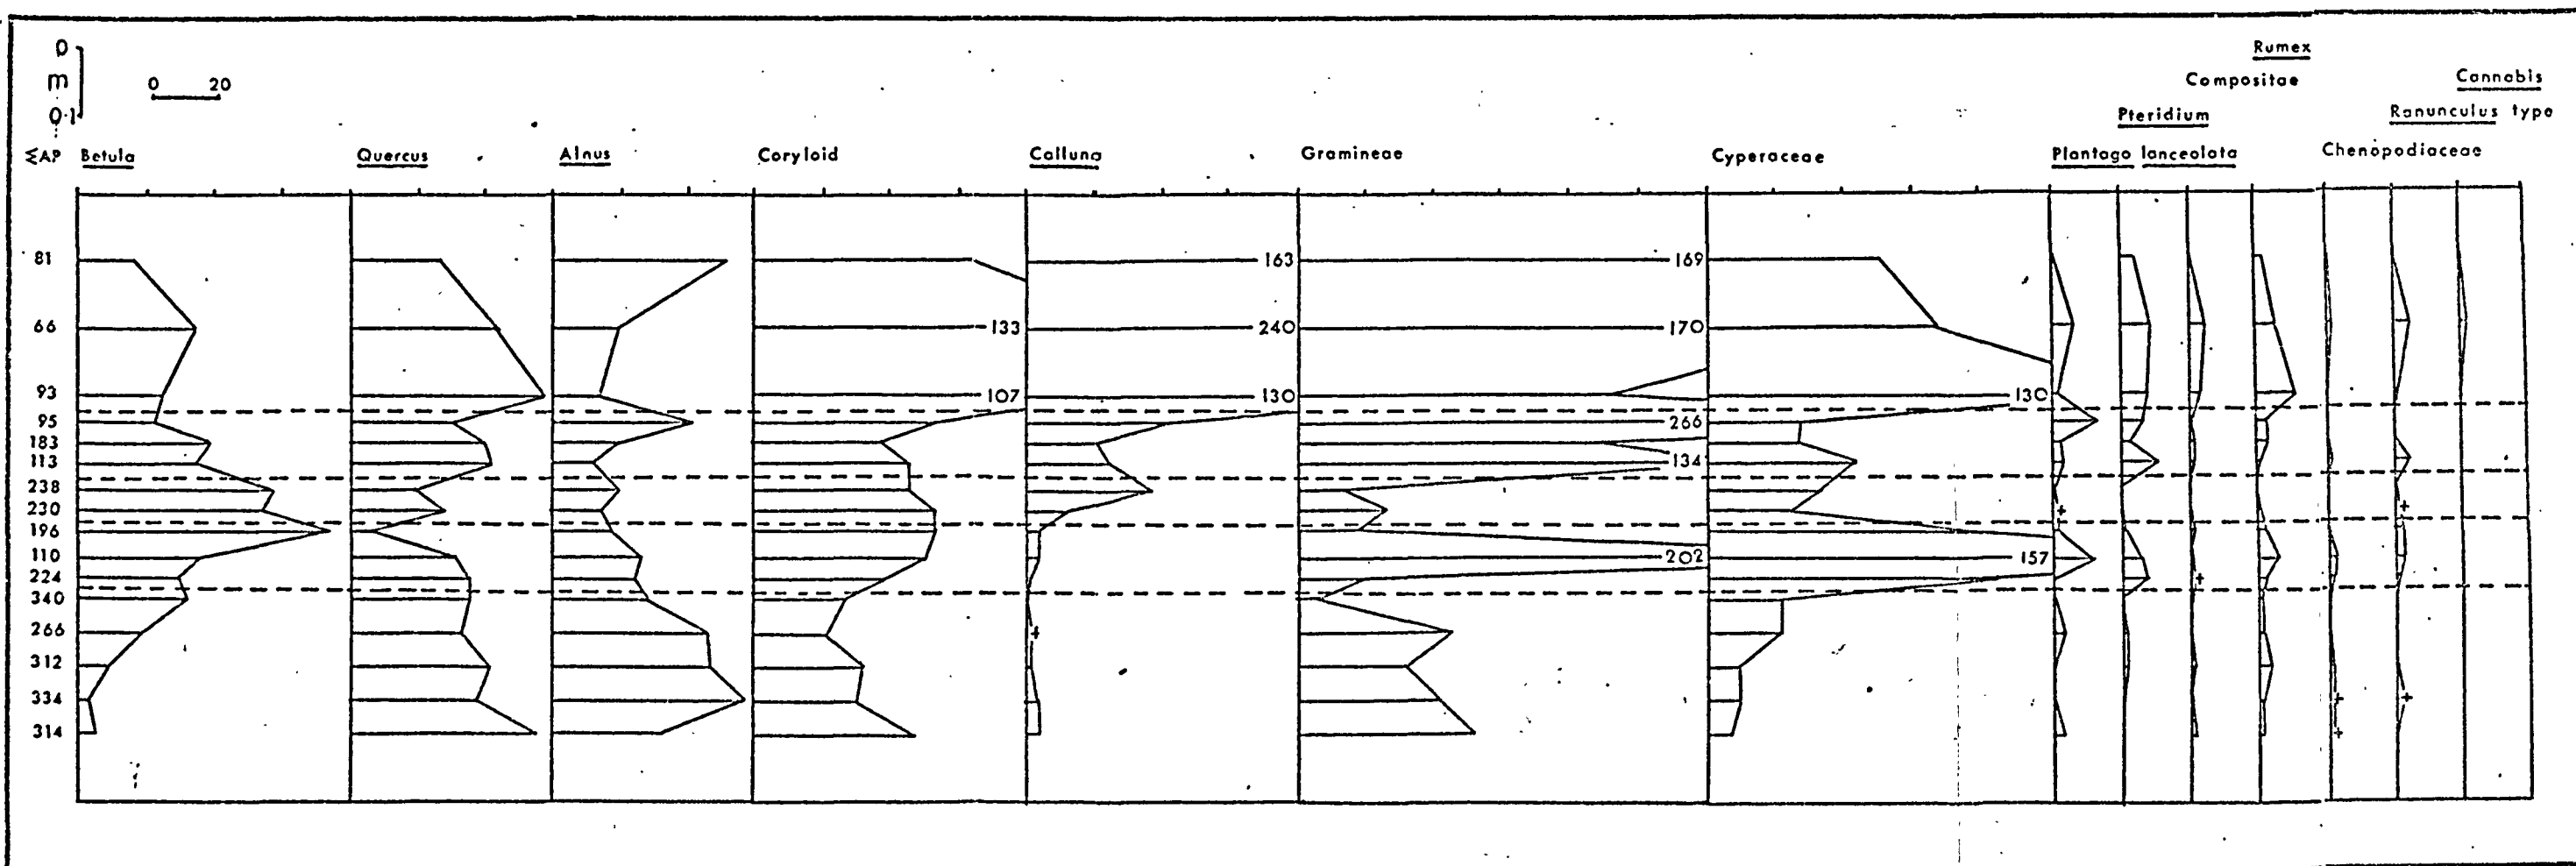 0
m
0·1
0 20
Rumex
Compositae Cannabis
Pteridium Ranunculus type
ΣAP Betula Quercus Alnus Coryloid Calluna Gramineae Cyperaceae Plantago lanceolata Chenopodiaceae
81 163 169
66 133 240 170
93 107 130 130
95 266
183
113 134
238
230 +
+
196
110 202 157
224 +
340
266 +
312
334 + +
314 +